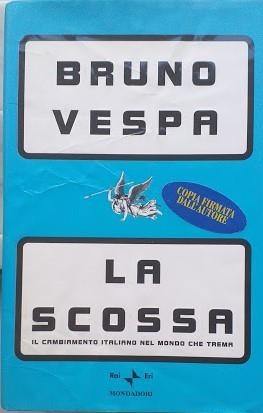 BRUNO
VESPA
COPIA FIRMATA
DALL'AUTORE
LA
SCOSSA
IL CAMBIAMENTO ITALIANO NEL MONDO CHE TREMA
Rai Eri
MONDADORI